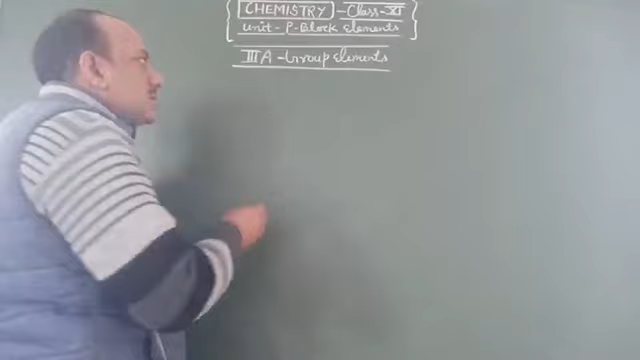 CHEMISTRY - Class - XI
Unit - P-Block Elements
IIIA - Group Elements